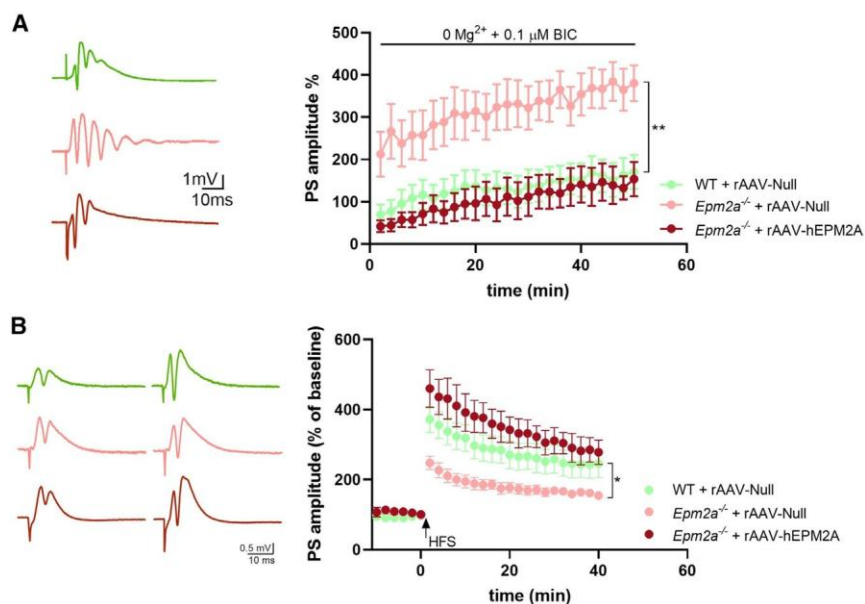 A
1mV
10ms
PS amplitude %
500
400
300
200
100
0
0 Mg²⁺ + 0.1 μM BIC
**
0 20 40 60
time (min)
WT + rAAV-Null
Epm2a⁻/⁻ + rAAV-Null
Epm2a⁻/⁻ + rAAV-hEPM2A
B
0.5 mV
10 ms
PS amplitude (% of baseline)
600
400
200
0
HFS
*
0 20 40 60
time (min)
WT + rAAV-Null
Epm2a⁻/⁻ + rAAV-Null
Epm2a⁻/⁻ + rAAV-hEPM2A